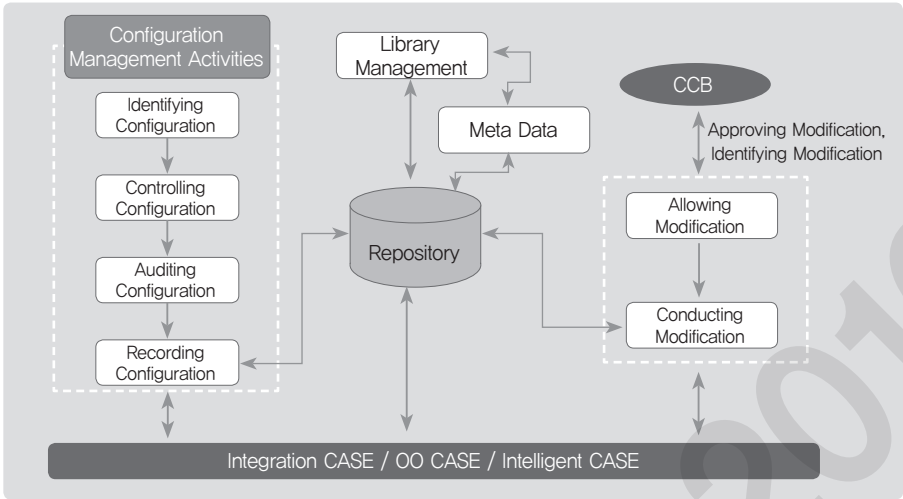 Configuration
Management Activities
Identifying
Configuration
Controlling
Configuration
Auditing
Configuration
Recording
Configuration
Library
Management
Meta Data
Repository
CCB
Approving Modification,
Identifying Modification
Allowing
Modification
Conducting
Modification
Integration CASE / OO CASE / Intelligent CASE